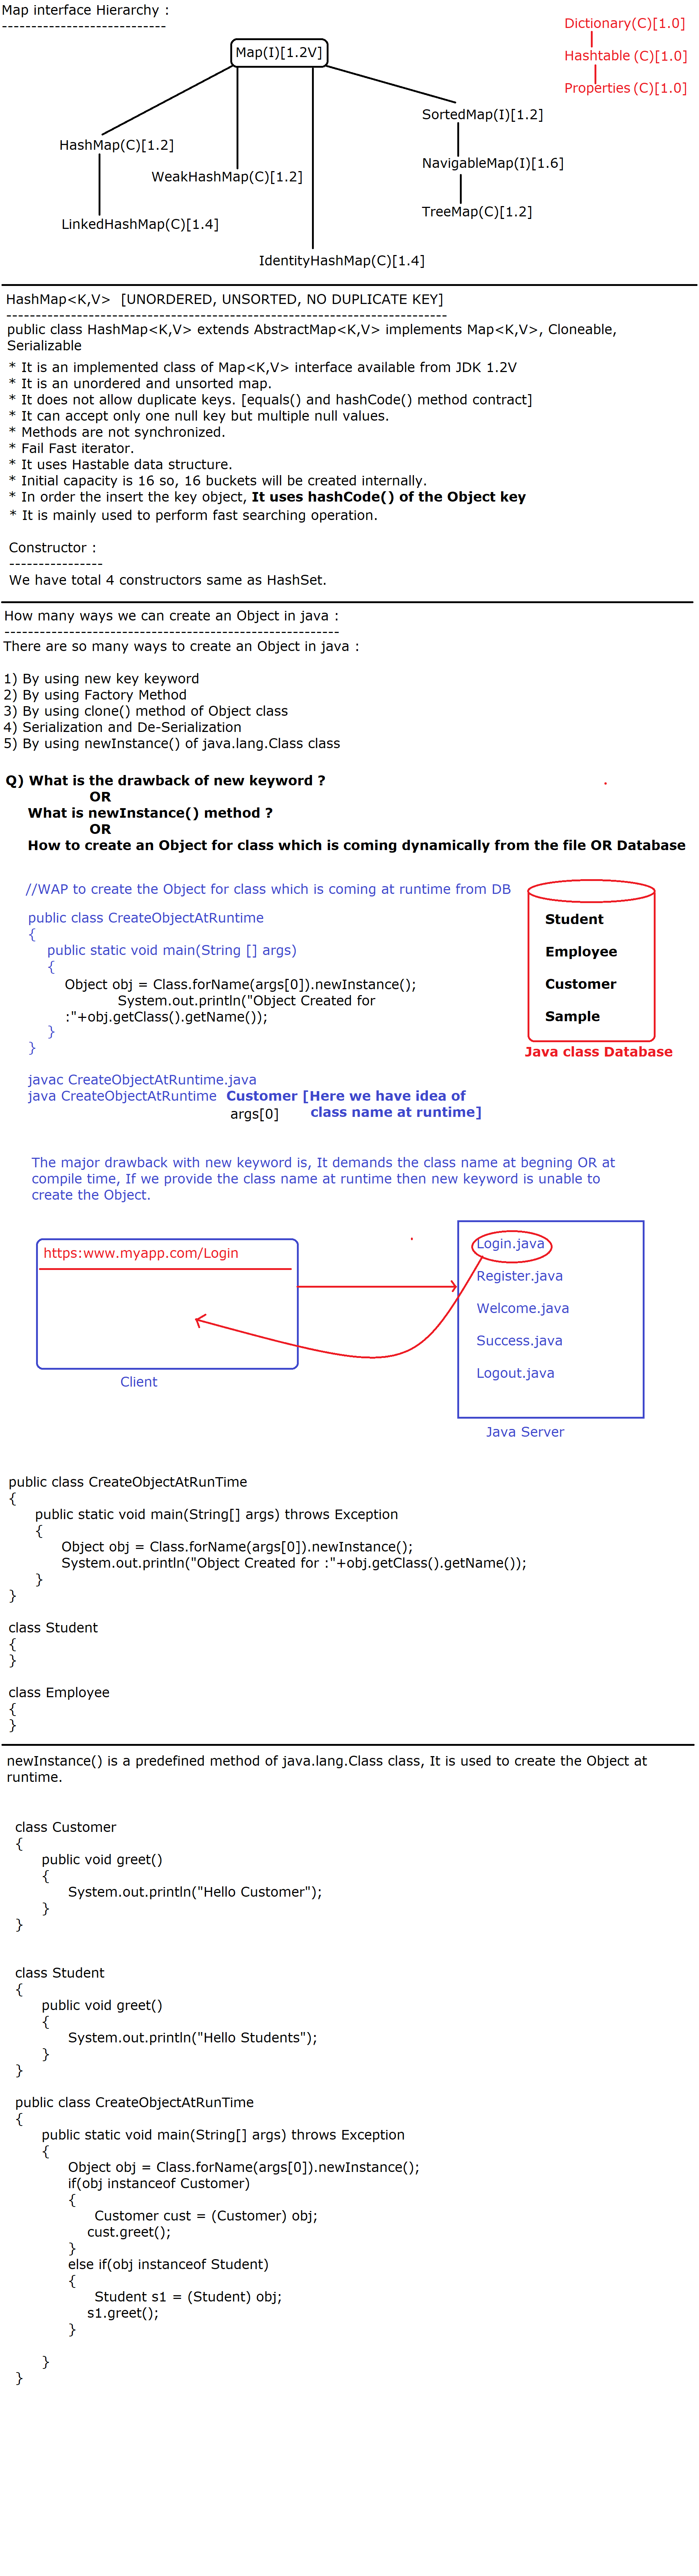 Map interface Hierarchy :
----------------------------
Dictionary(C)[1.0]
Map(I)[1.2V]
Hashtable (C)[1.0]
Properties (C)[1.0]
SortedMap(I)[1.2]
HashMap(C)[1.2]
NavigableMap(I)[1.6]
WeakHashMap(C)[1.2]
TreeMap(C)[1.2]
LinkedHashMap(C)[1.4]
IdentityHashMap(C)[1.4]
HashMap<K,V>  [UNORDERED, UNSORTED, NO DUPLICATE KEY]
---------------------------------------------------------------------------
public class HashMap<K,V> extends AbstractMap<K,V> implements Map<K,V>, Cloneable,
Serializable
* It is an implemented class of Map<K,V> interface available from JDK 1.2V
* It is an unordered and unsorted map.
* It does not allow duplicate keys. [equals() and hashCode() method contract]
* It can accept only one null key but multiple null values.
* Methods are not synchronized.
* Fail Fast iterator.
* It uses Hastable data structure.
* Initial capacity is 16 so, 16 buckets will be created internally.
* In order the insert the key object, It uses hashCode() of the Object key
* It is mainly used to perform fast searching operation.
Constructor :
----------------
We have total 4 constructors same as HashSet.
How many ways we can create an Object in java :
---------------------------------------------------------
There are so many ways to create an Object in java :
1) By using new key keyword
2) By using Factory Method
3) By using clone() method of Object class
4) Serialization and De-Serialization
5) By using newInstance() of java.lang.Class class
Q) What is the drawback of new keyword ?
OR
What is newInstance() method ?
OR
How to create an Object for class which is coming dynamically from the file OR Database
//WAP to create the Object for class which is coming at runtime from DB
public class CreateObjectAtRuntime
{
public static void main(String [] args)
{
Object obj = Class.forName(args[0]).newInstance();
System.out.println("Object Created for
:"+obj.getClass().getName());
}
}
Student
Employee
Customer
Sample
Java class Database
javac CreateObjectAtRuntime.java
java CreateObjectAtRuntime  Customer [Here we have idea of
args[0]  class name at runtime]
The major drawback with new keyword is, It demands the class name at begning OR at
compile time, If we provide the class name at runtime then new keyword is unable to
create the Object.
https:www.myapp.com/Login
Client
Login.java
Register.java
Welcome.java
Success.java
Logout.java
Java Server
public class CreateObjectAtRunTime
{
public static void main(String[] args) throws Exception
{
Object obj = Class.forName(args[0]).newInstance();
System.out.println("Object Created for :"+obj.getClass().getName());
}
}
class Student
{
}
class Employee
{
}
newInstance() is a predefined method of java.lang.Class class, It is used to create the Object at
runtime.
class Customer
{
public void greet()
{
System.out.println("Hello Customer");
}
}
class Student
{
public void greet()
{
System.out.println("Hello Students");
}
}
public class CreateObjectAtRunTime
{
public static void main(String[] args) throws Exception
{
Object obj = Class.forName(args[0]).newInstance();
if(obj instanceof Customer)
{
Customer cust = (Customer) obj;
cust.greet();
}
else if(obj instanceof Student)
{
Student s1 = (Student) obj;
s1.greet();
}
}
}